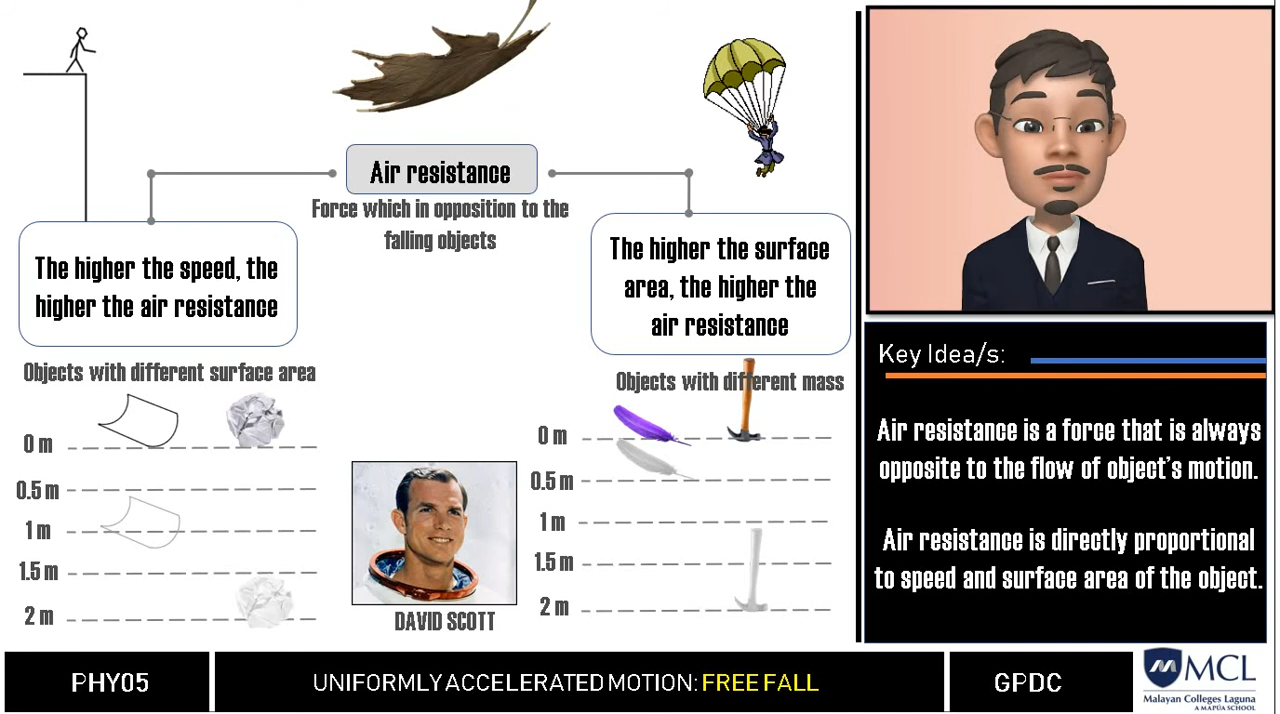 Air resistance
Force which in opposition to the
falling objects
The higher the speed, the
higher the air resistance
The higher the surface
area, the higher the
air resistance
Objects with different surface area
0 m
0.5 m
1 m
1.5 m
2 m
DAVID SCOTT
Objects with different mass
0 m
0.5 m
1 m
1.5 m
2 m
Key Idea/s:
Air resistance is a force that is always
opposite to the flow of object's motion.
Air resistance is directly proportional
to speed and surface area of the object.
PHY05
UNIFORMLY ACCELERATED MOTION: FREE FALL
GPDC
MCL
Malayan Colleges Laguna
A MAPÚA SCHOOL